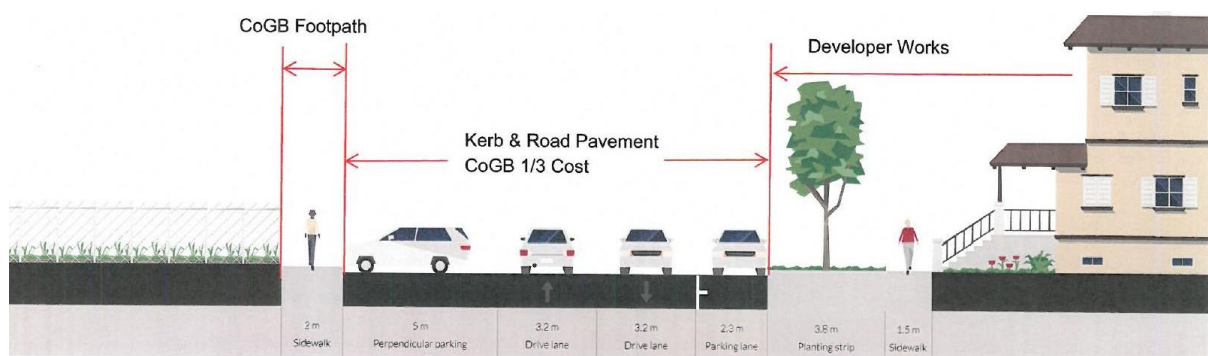 CoGB Footpath
Developer Works
Kerb & Road Pavement
CoGB 1/3 Cost
2 m
Sidewalk
5 m
Perpendicular parking
3.2 m
Drive lane
3.2 m
Drive lane
2.3 m
Parking lane
3.8 m
Planting strip
1.5 m
Sidewalk